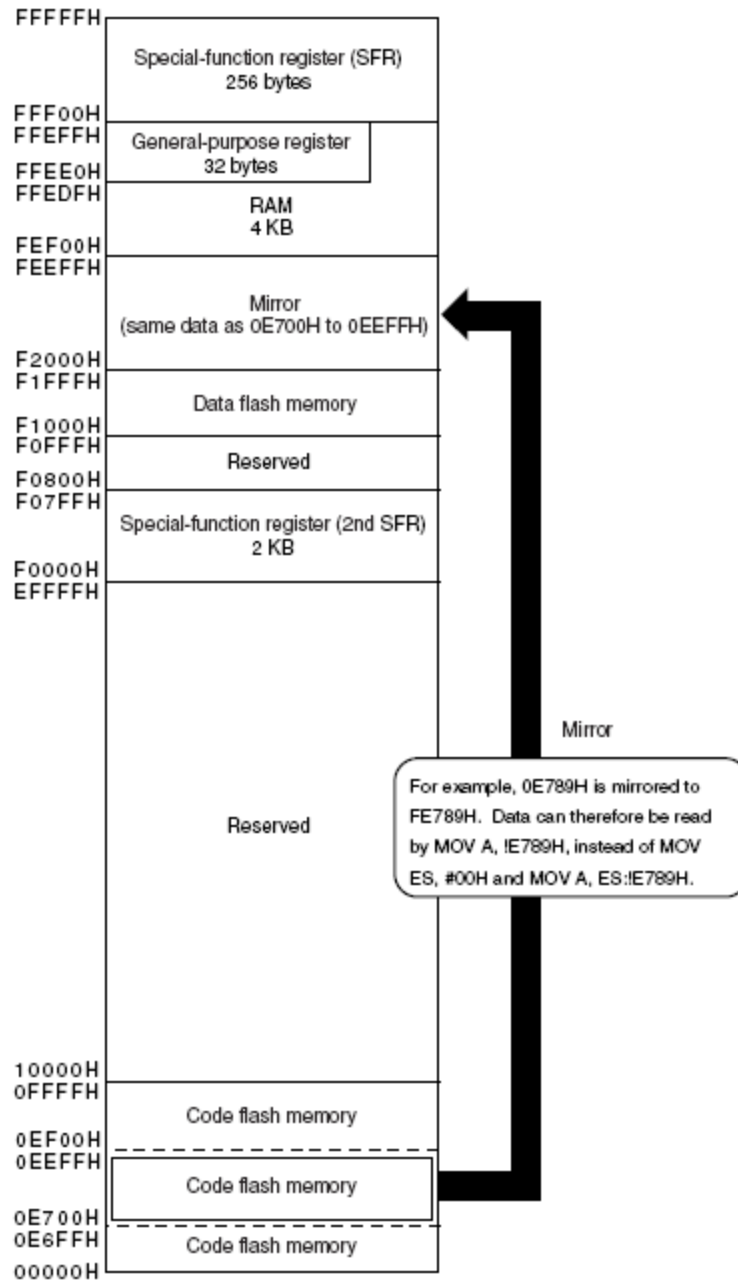 FFFFFH
Special-function register (SFR)
256 bytes
FFF00H
FFEFFH
General-purpose register
32 bytes
FFEE0H
FFEDFH
RAM
4 KB
FEF00H
FEEFFH
Mirror
(same data as 0E700H to 0EEFFH)
F2000H
F1FFFH
Data flash memory
F1000H
F0FFFH
Reserved
F0800H
F07FFH
Special-function register (2nd SFR)
2 KB
F0000H
EFFFFH
Mirror
For example, 0E789H is mirrored to
FE789H. Data can therefore be read
by MOV A, !E789H, instead of MOV
ES, #00H and MOV A, ES:!E789H.
Reserved
10000H
0FFFFH
Code flash memory
0EF00H
0EEFFH
Code flash memory
0E700H
0E6FFH
Code flash memory
00000H